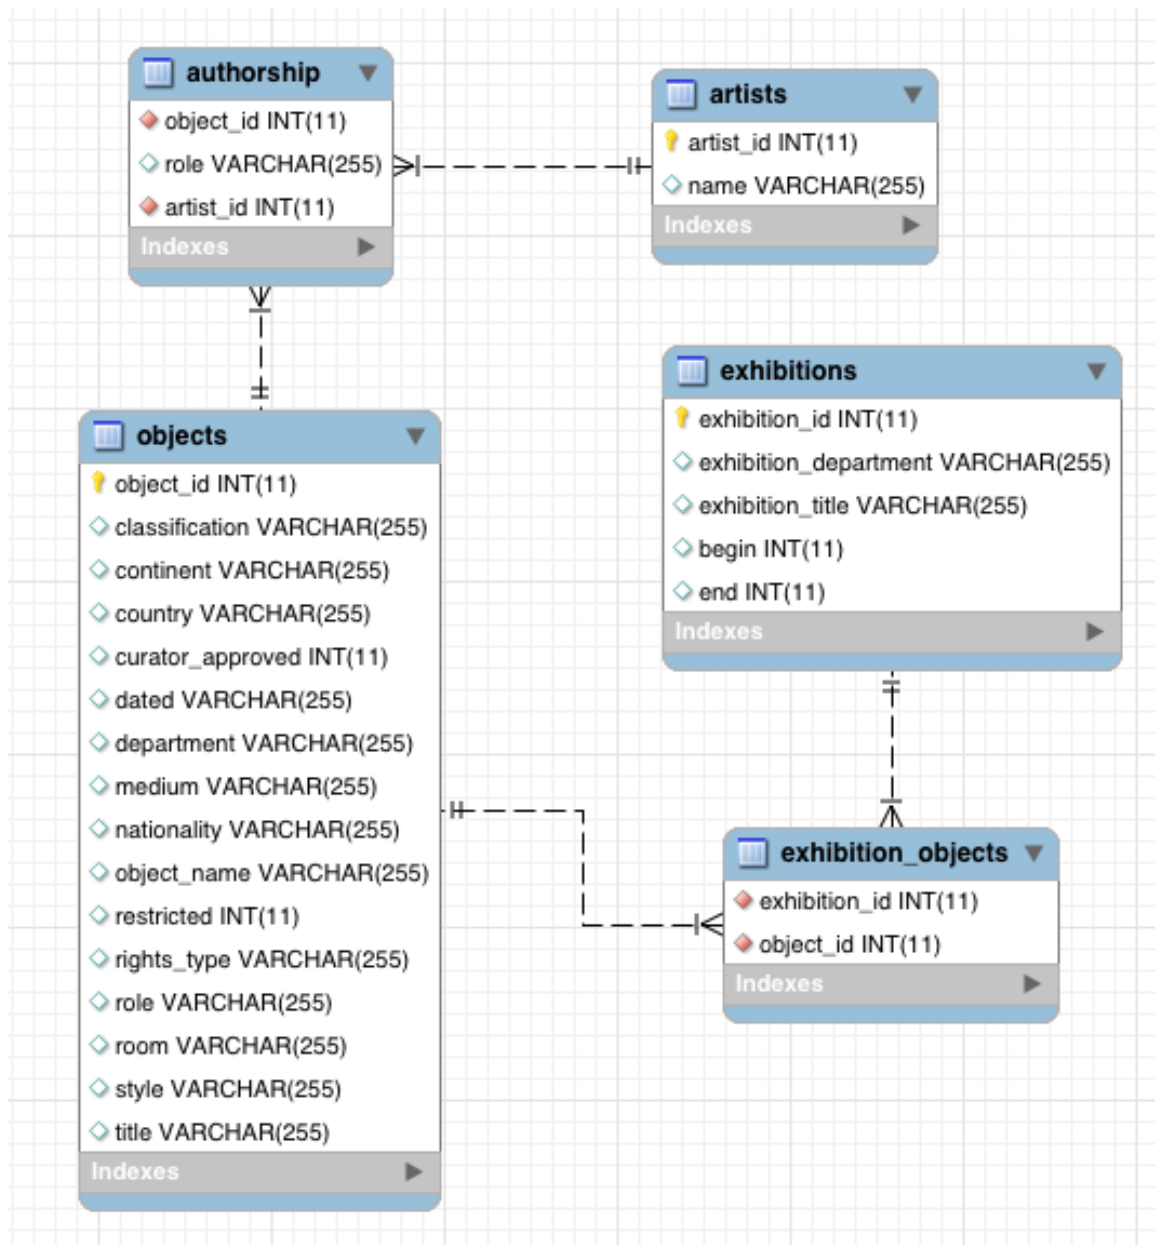 authorship
object_id INT(11)
role VARCHAR(255)
artist_id INT(11)
Indexes
artists
artist_id INT(11)
name VARCHAR(255)
Indexes
objects
object_id INT(11)
classification VARCHAR(255)
continent VARCHAR(255)
country VARCHAR(255)
curator_approved INT(11)
dated VARCHAR(255)
department VARCHAR(255)
medium VARCHAR(255)
nationality VARCHAR(255)
object_name VARCHAR(255)
restricted INT(11)
rights_type VARCHAR(255)
role VARCHAR(255)
room VARCHAR(255)
style VARCHAR(255)
title VARCHAR(255)
Indexes
exhibitions
exhibition_id INT(11)
exhibition_department VARCHAR(255)
exhibition_title VARCHAR(255)
begin INT(11)
end INT(11)
Indexes
exhibition_objects
exhibition_id INT(11)
object_id INT(11)
Indexes